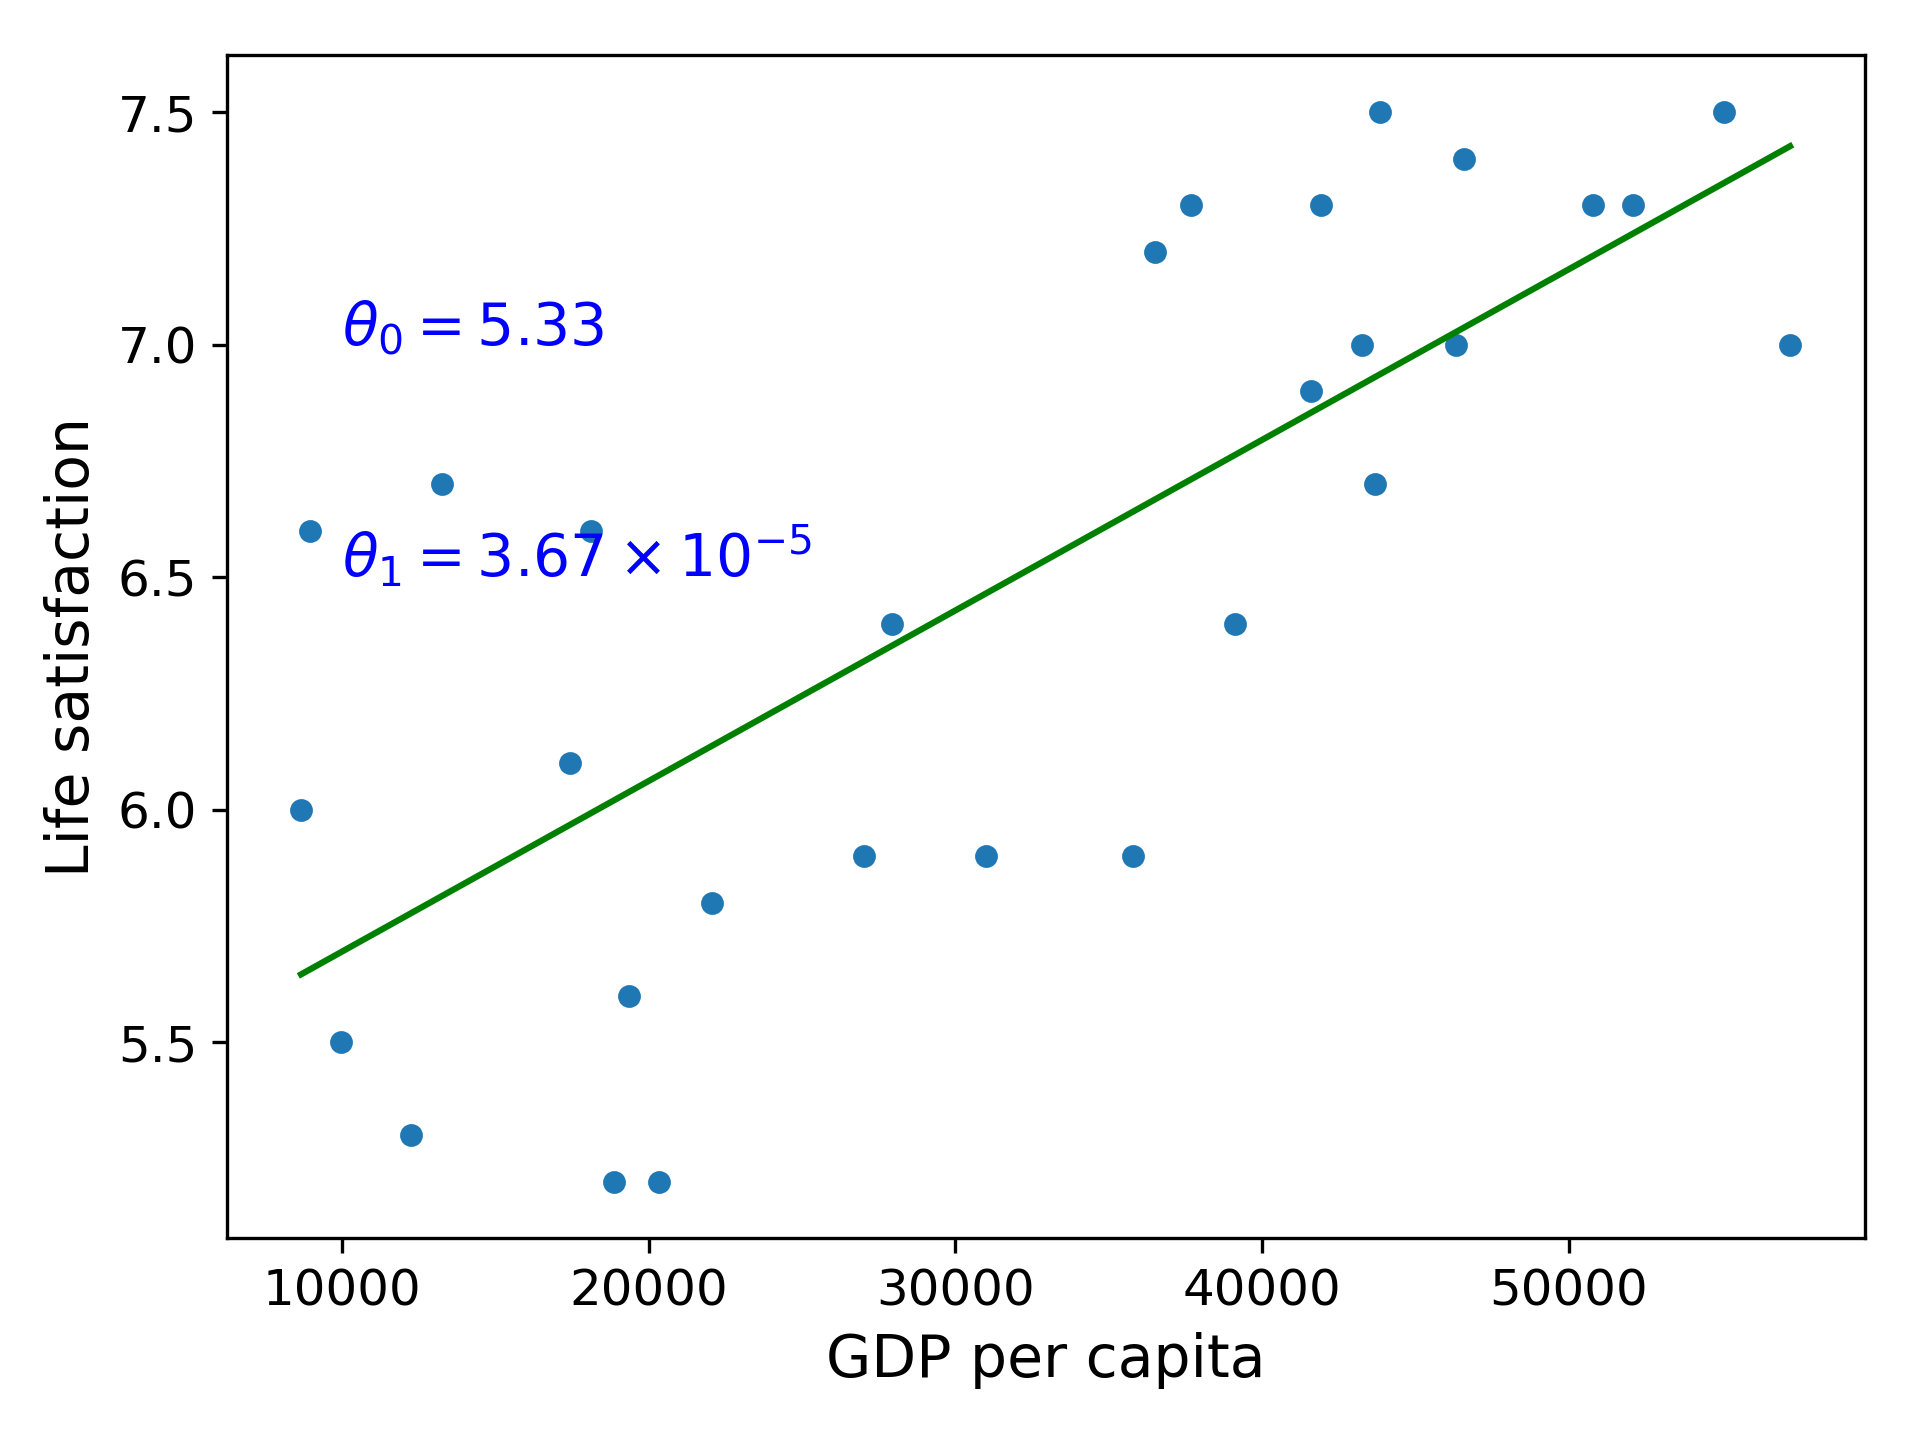 7.5
7.0
6.5
6.0
5.5
Life satisfaction
θ₀ = 5.33
θ₁ = 3.67 × 10⁻⁵
10000 20000 30000 40000 50000
GDP per capita